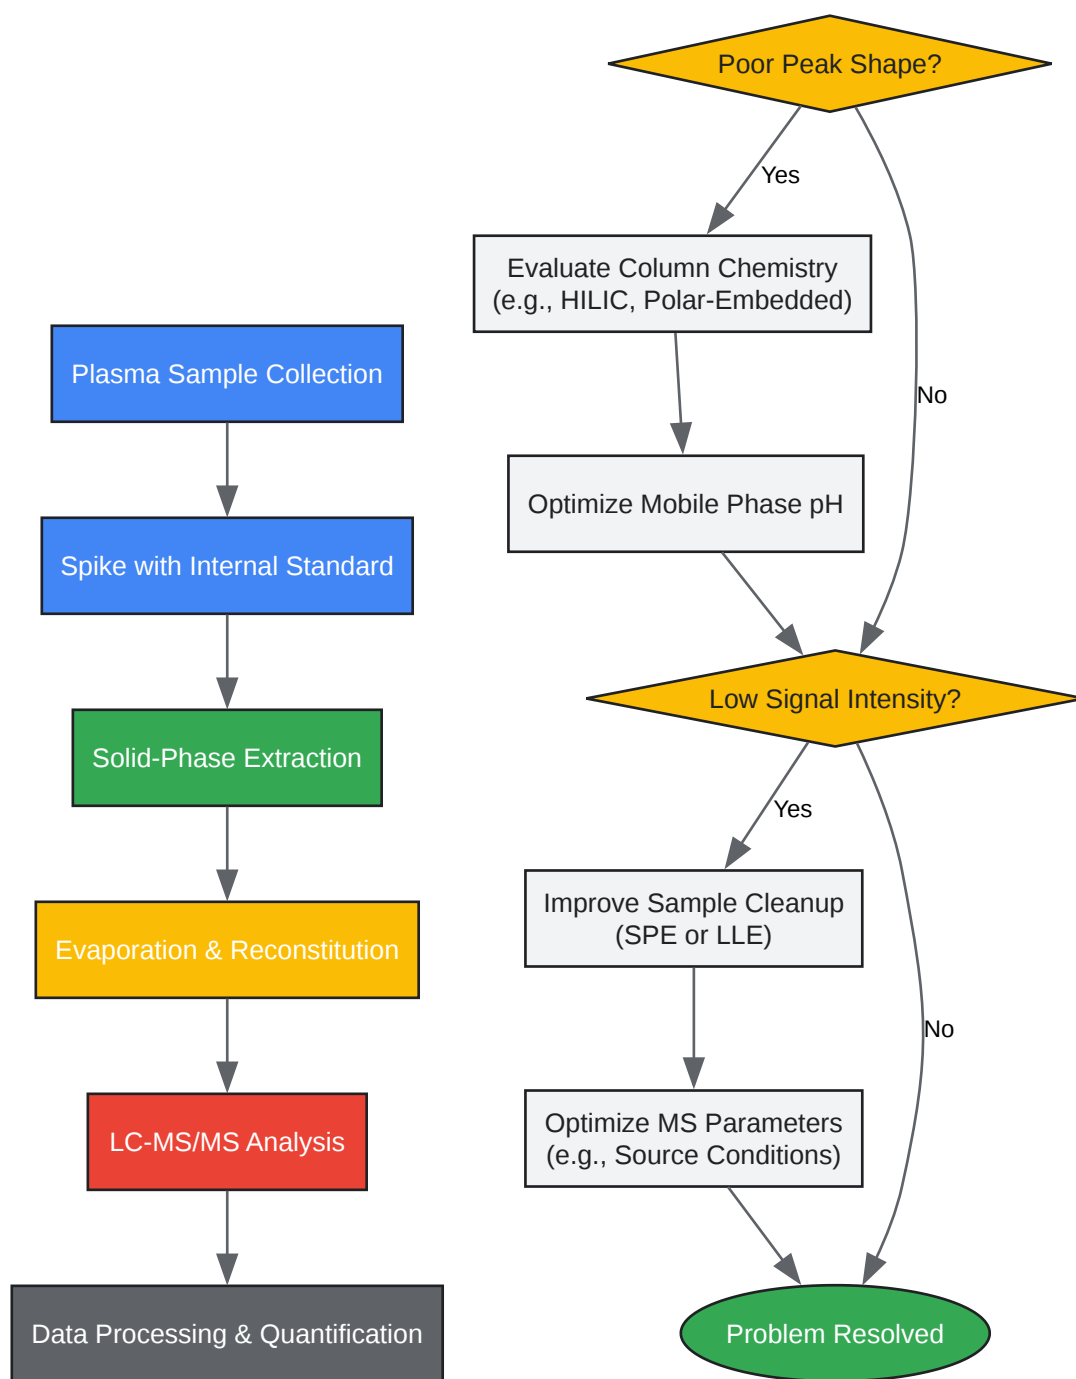 Plasma Sample Collection
Spike with Internal Standard
Solid-Phase Extraction
Evaporation & Reconstitution
LC-MS/MS Analysis
Data Processing & Quantification
Poor Peak Shape?
Yes
Evaluate Column Chemistry
(e.g., HILIC, Polar-Embedded)
No
Optimize Mobile Phase pH
Low Signal Intensity?
Yes
Improve Sample Cleanup
(SPE or LLE)
No
Optimize MS Parameters
(e.g., Source Conditions)
Problem Resolved